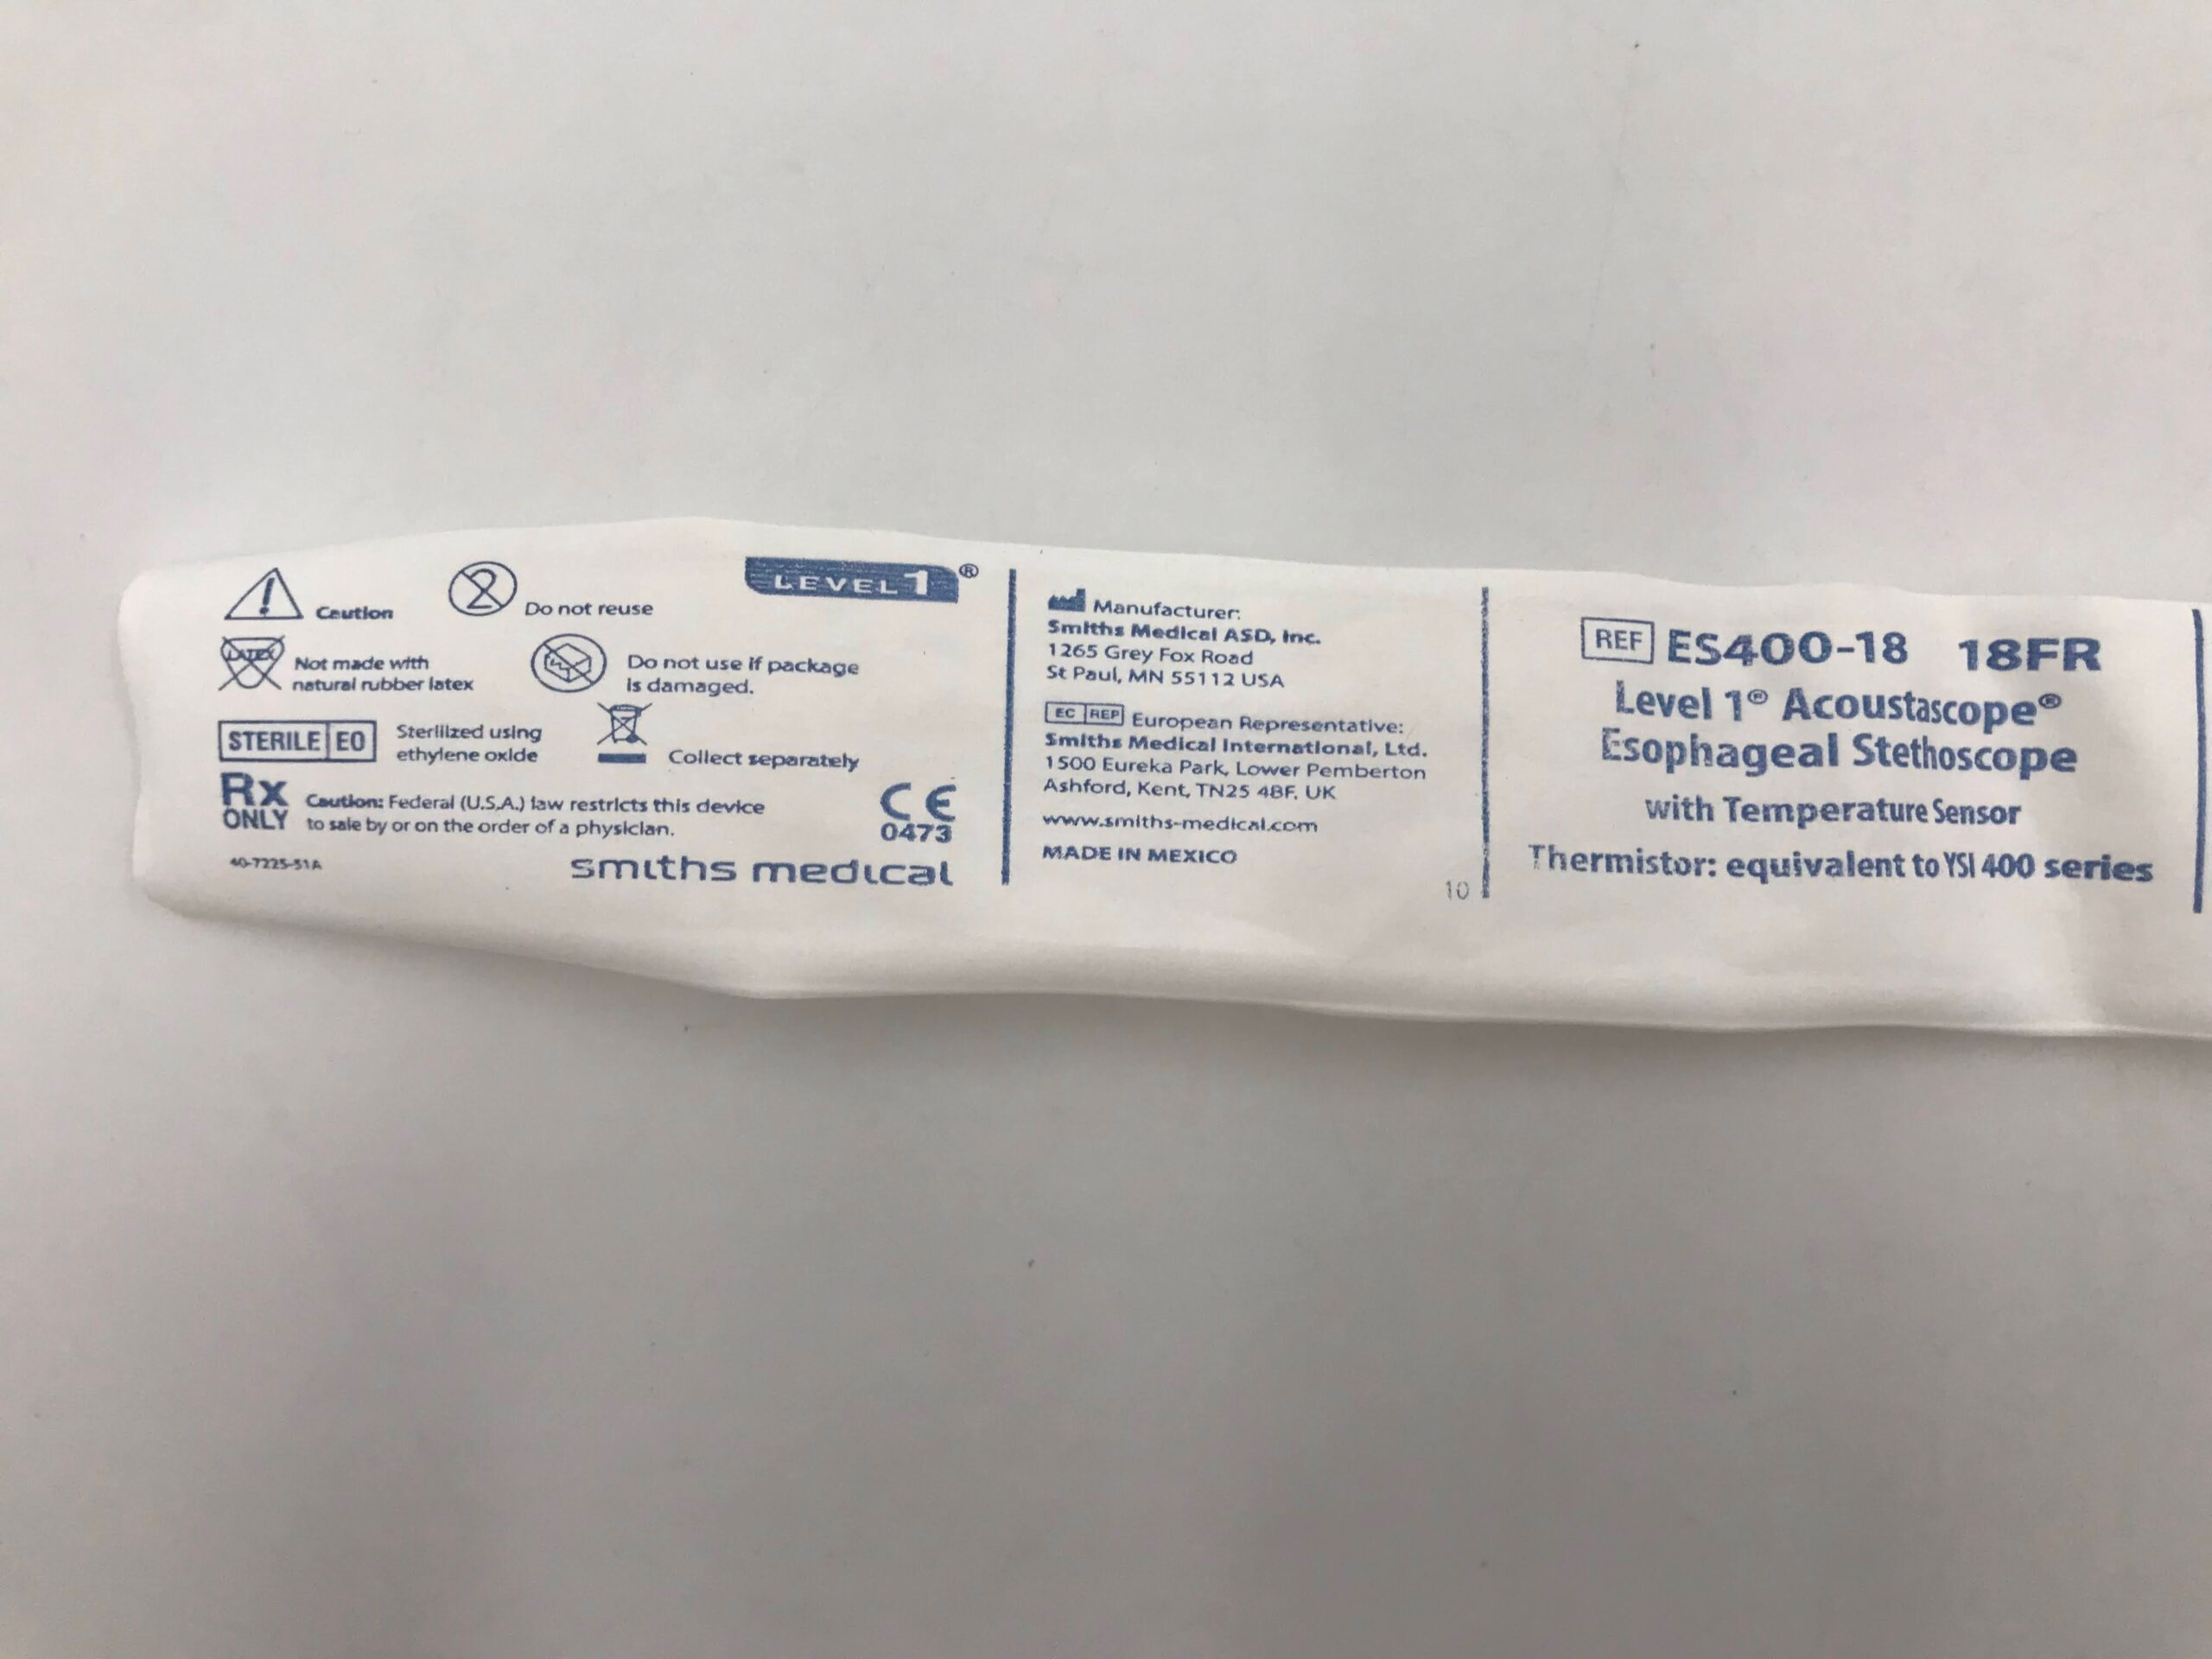 Caution
Do not reuse
LEVEL 1®
LATEX
Not made with
natural rubber latex
Do not use if package
is damaged.
STERILE EO
Sterilized using
ethylene oxide
Collect separately
Rx
ONLY
Caution: Federal (U.S.A.) law restricts this device
to sale by or on the order of a physician.
CE
0473
40-7225-51A
smiths medical
Manufacturer:
Smiths Medical ASD, Inc.
1265 Grey Fox Road
St Paul, MN 55112 USA
EC REP European Representative:
Smiths Medical International, Ltd.
1500 Eureka Park, Lower Pemberton
Ashford, Kent, TN25 4BF, UK
www.smiths-medical.com
MADE IN MEXICO
10
REF ES400-18 18FR
Level 1® Acoustascope®
Esophageal Stethoscope
with Temperature Sensor
Thermistor: equivalent to YSI 400 series